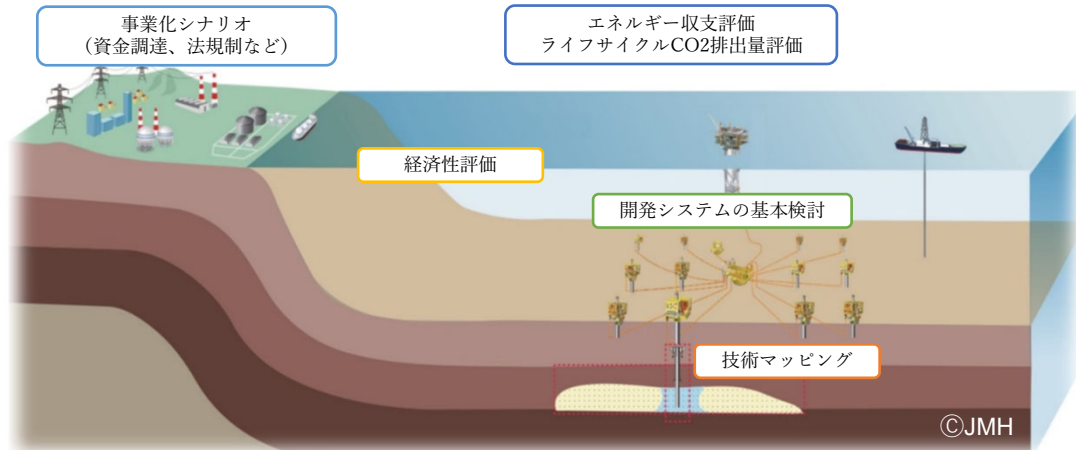 事業化シナリオ
（資金調達、法規制など）
エネルギー収支評価
ライフサイクルCO2排出量評価
経済性評価
開発システムの基本検討
技術マッピング
ⒸJMH